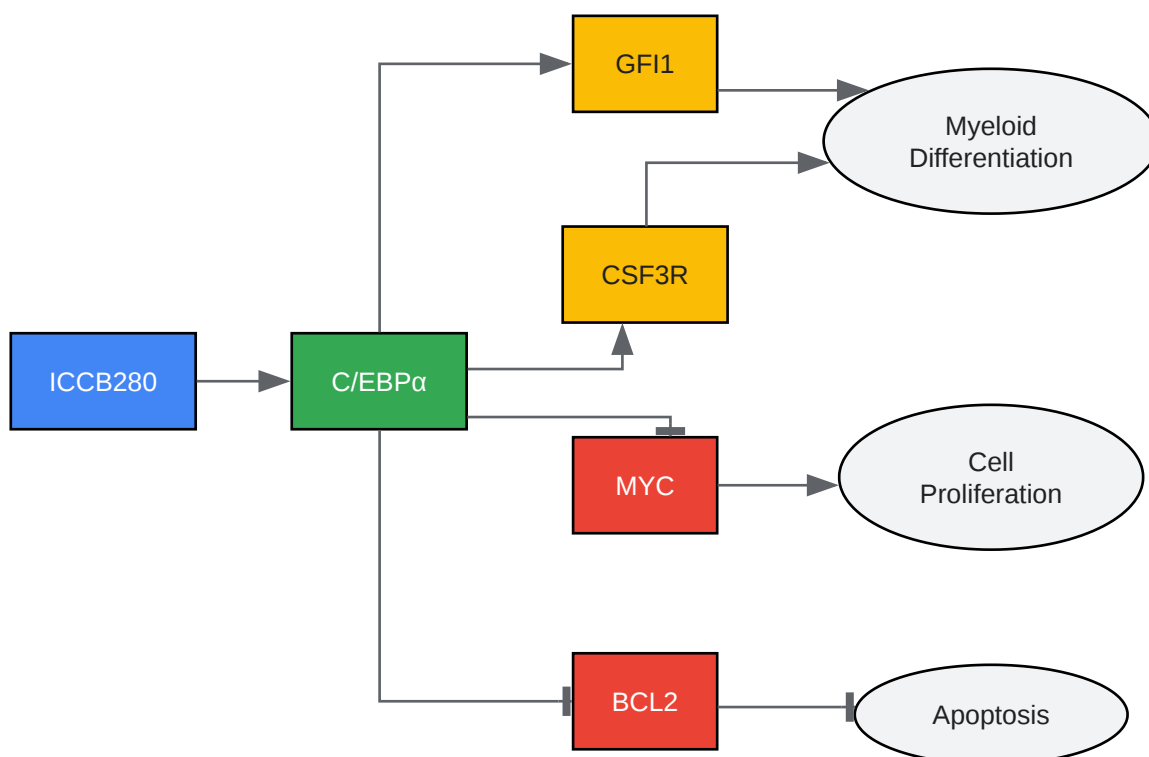 GFI1
Myeloid
Differentiation
CSF3R
ICCB280
C/EBPα
MYC
Cell
Proliferation
BCL2
Apoptosis